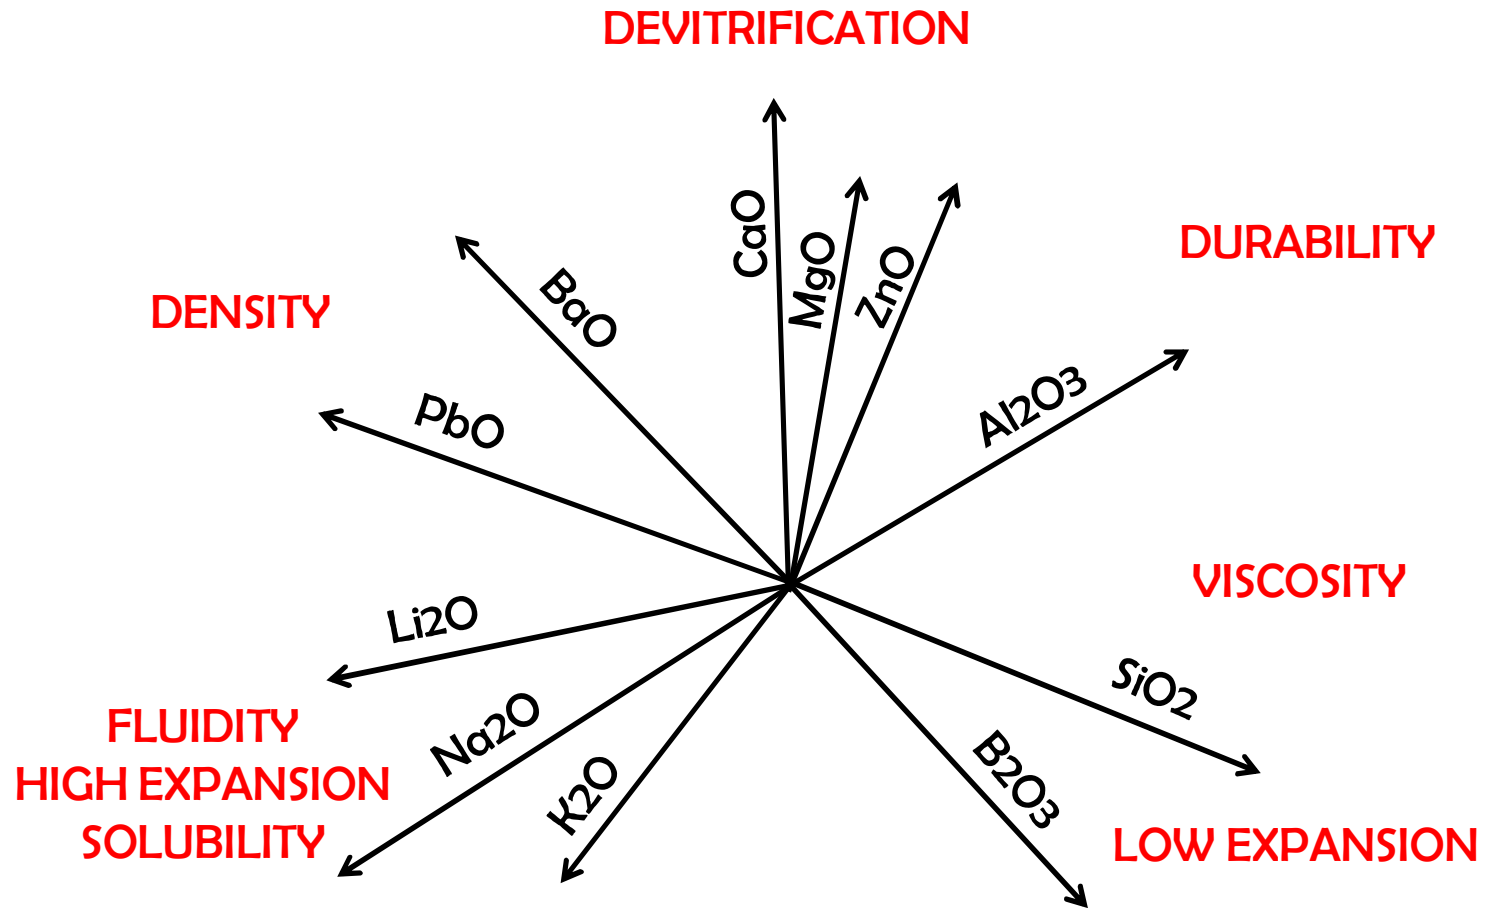 DEVITRIFICATION
CaO
MgO
ZnO
DURABILITY
BaO
DENSITY
PbO
Al2O3
VISCOSITY
Li2O
SiO2
FLUIDITY
HIGH EXPANSION
SOLUBILITY
Na2O
K2O
B2O3
LOW EXPANSION